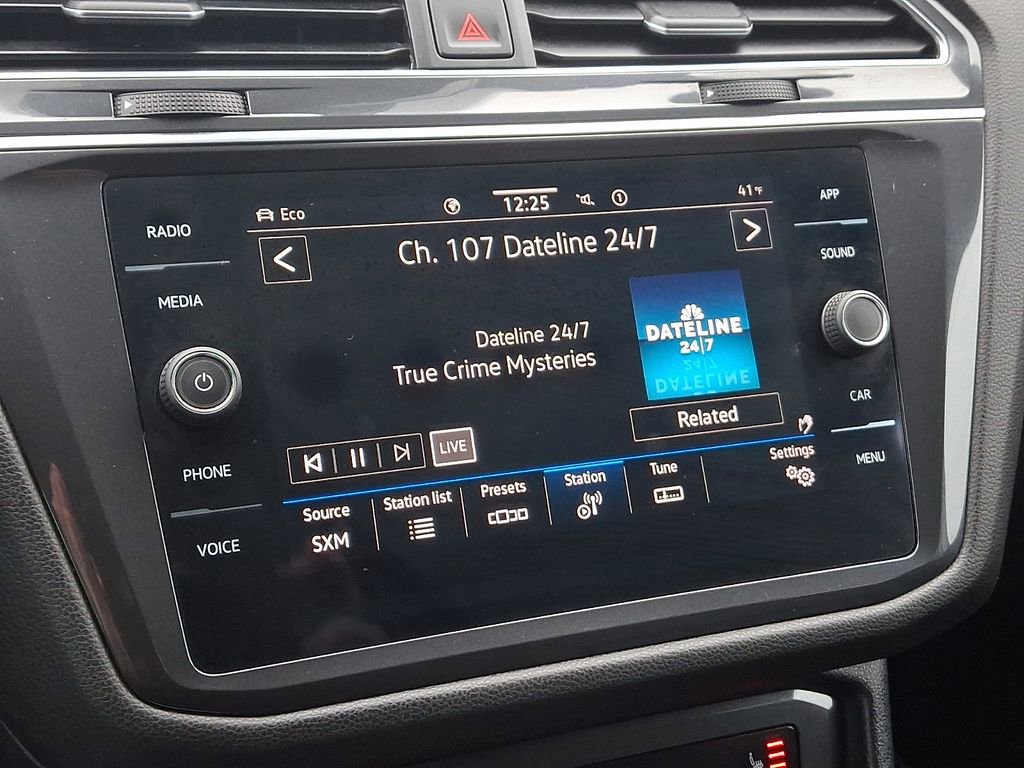 Eco
12:25
1
41°F
Ch. 107 Dateline 24/7
Dateline 24/7
True Crime Mysteries
DATELINE
24|7
Related
LIVE
Source
SXM
Station list
Presets
Station
Tune
Settings
RADIO
MEDIA
PHONE
VOICE
APP
SOUND
CAR
MENU